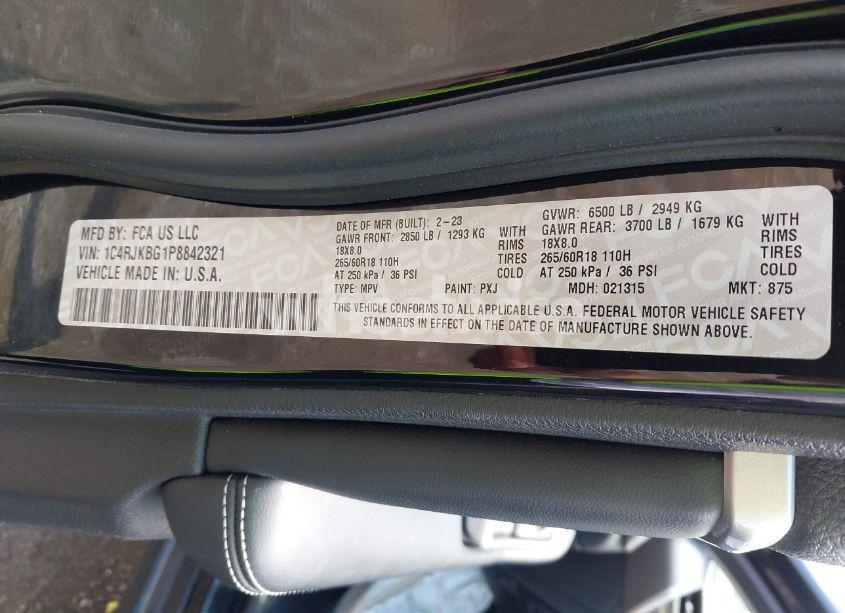 MFD BY: FCA US LLC
VIN: 1C4RJKBG1P8842321
VEHICLE MADE IN U.S.A.
DATE OF MFR (BUILT): 2-23
GAWR FRONT: 2850 LB / 1293 KG WITH
18X8.0 RIMS
265/60R18 110H TIRES
AT 250 kPa / 36 PSI COLD
GVWR: 6500 LB / 2949 KG
GAWR REAR: 3700 LB / 1679 KG WITH
18X8.0 RIMS
265/60R18 110H TIRES
AT 250 kPa / 36 PSI COLD
TYPE: MPV PAINT: PXJ MDH: 021315 MKT: 875
THIS VEHICLE CONFORMS TO ALL APPLICABLE U.S.A. FEDERAL MOTOR VEHICLE SAFETY
STANDARDS IN EFFECT ON THE DATE OF MANUFACTURE SHOWN ABOVE.